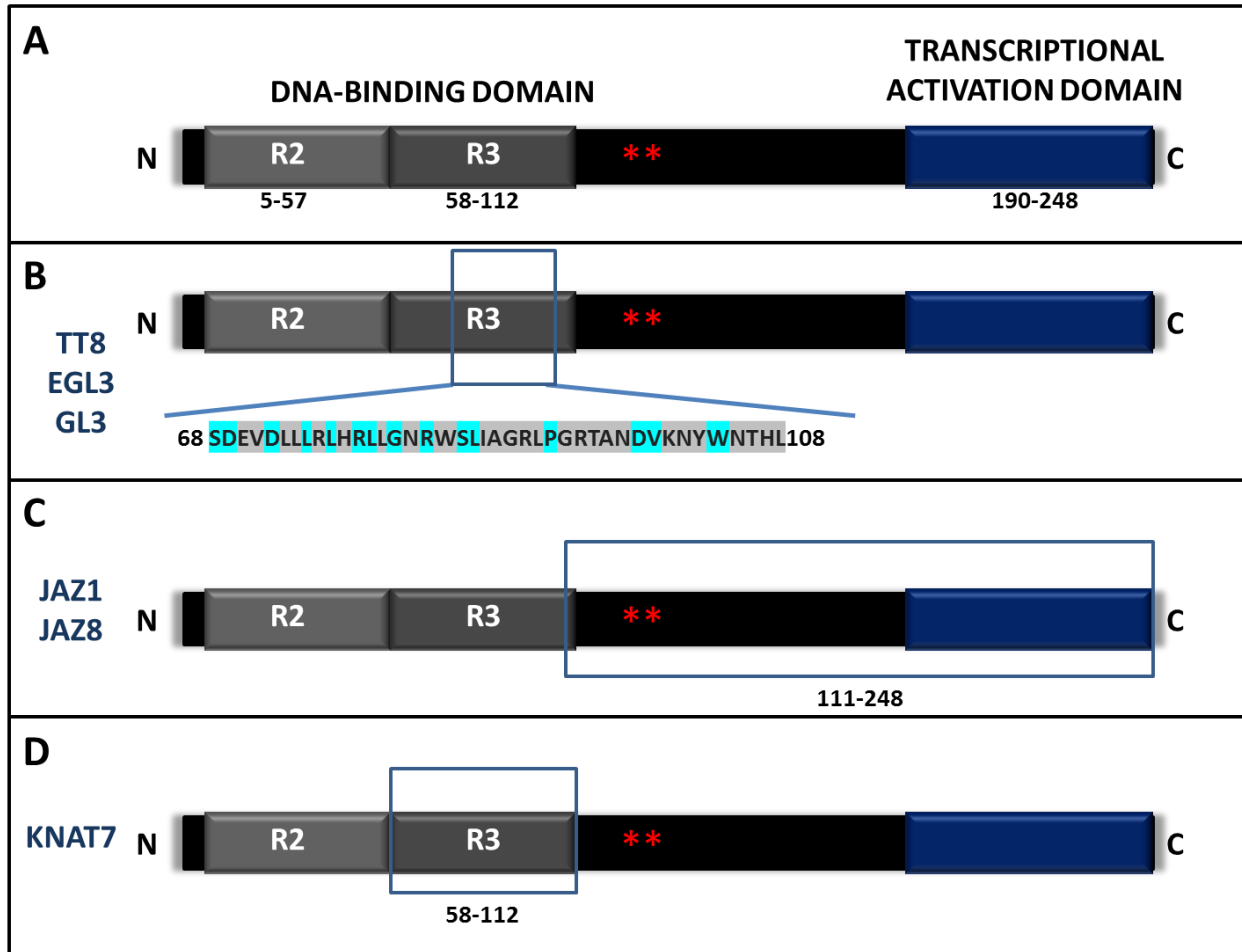 A
DNA-BINDING DOMAIN
TRANSCRIPTIONAL
ACTIVATION DOMAIN
N
R2
R3
**
C
5-57
58-112
190-248
B
TT8
EGL3
GL3
N
R2
R3
**
C
68 SDEVDLLLRLHRLLGNRWSLIAGRLPGRTANDVKNYWNTHL108
C
JAZ1
JAZ8
N
R2
R3
**
C
111-248
D
KNAT7
N
R2
R3
**
C
58-112